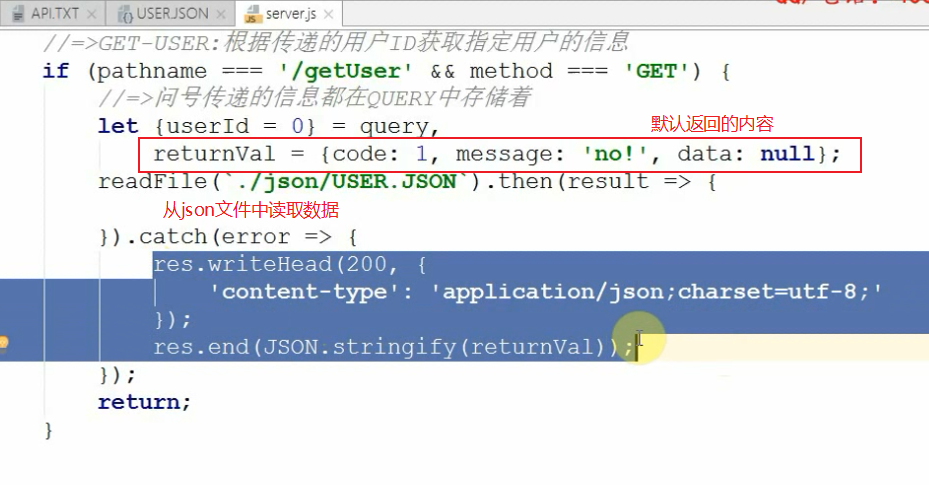 API.TXT USER.JSON server.js
//=>GET-USER:根据传递的用户ID获取指定用户的信息
if (pathname === '/getUser' && method === 'GET') {
//=>问号传递的信息都在QUERY中存储着
let {userId = 0} = query,
默认返回的内容
returnVal = {code: 1, message: 'no!', data: null};
readFile(`./json/USER.JSON`).then(result => {
从json文件中读取数据
}).catch(error => {
res.writeHead(200, {
'content-type': 'application/json;charset=utf-8;'
});
res.end(JSON.stringify(returnVal));
});
return;
}